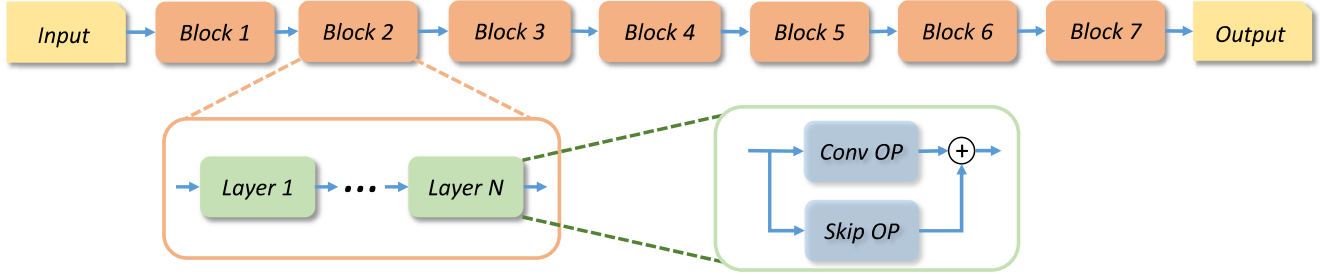 Input
Block 1
Block 2
Block 3
Block 4
Block 5
Block 6
Block 7
Output
Layer 1
...
Layer N
Conv OP
+
Skip OP